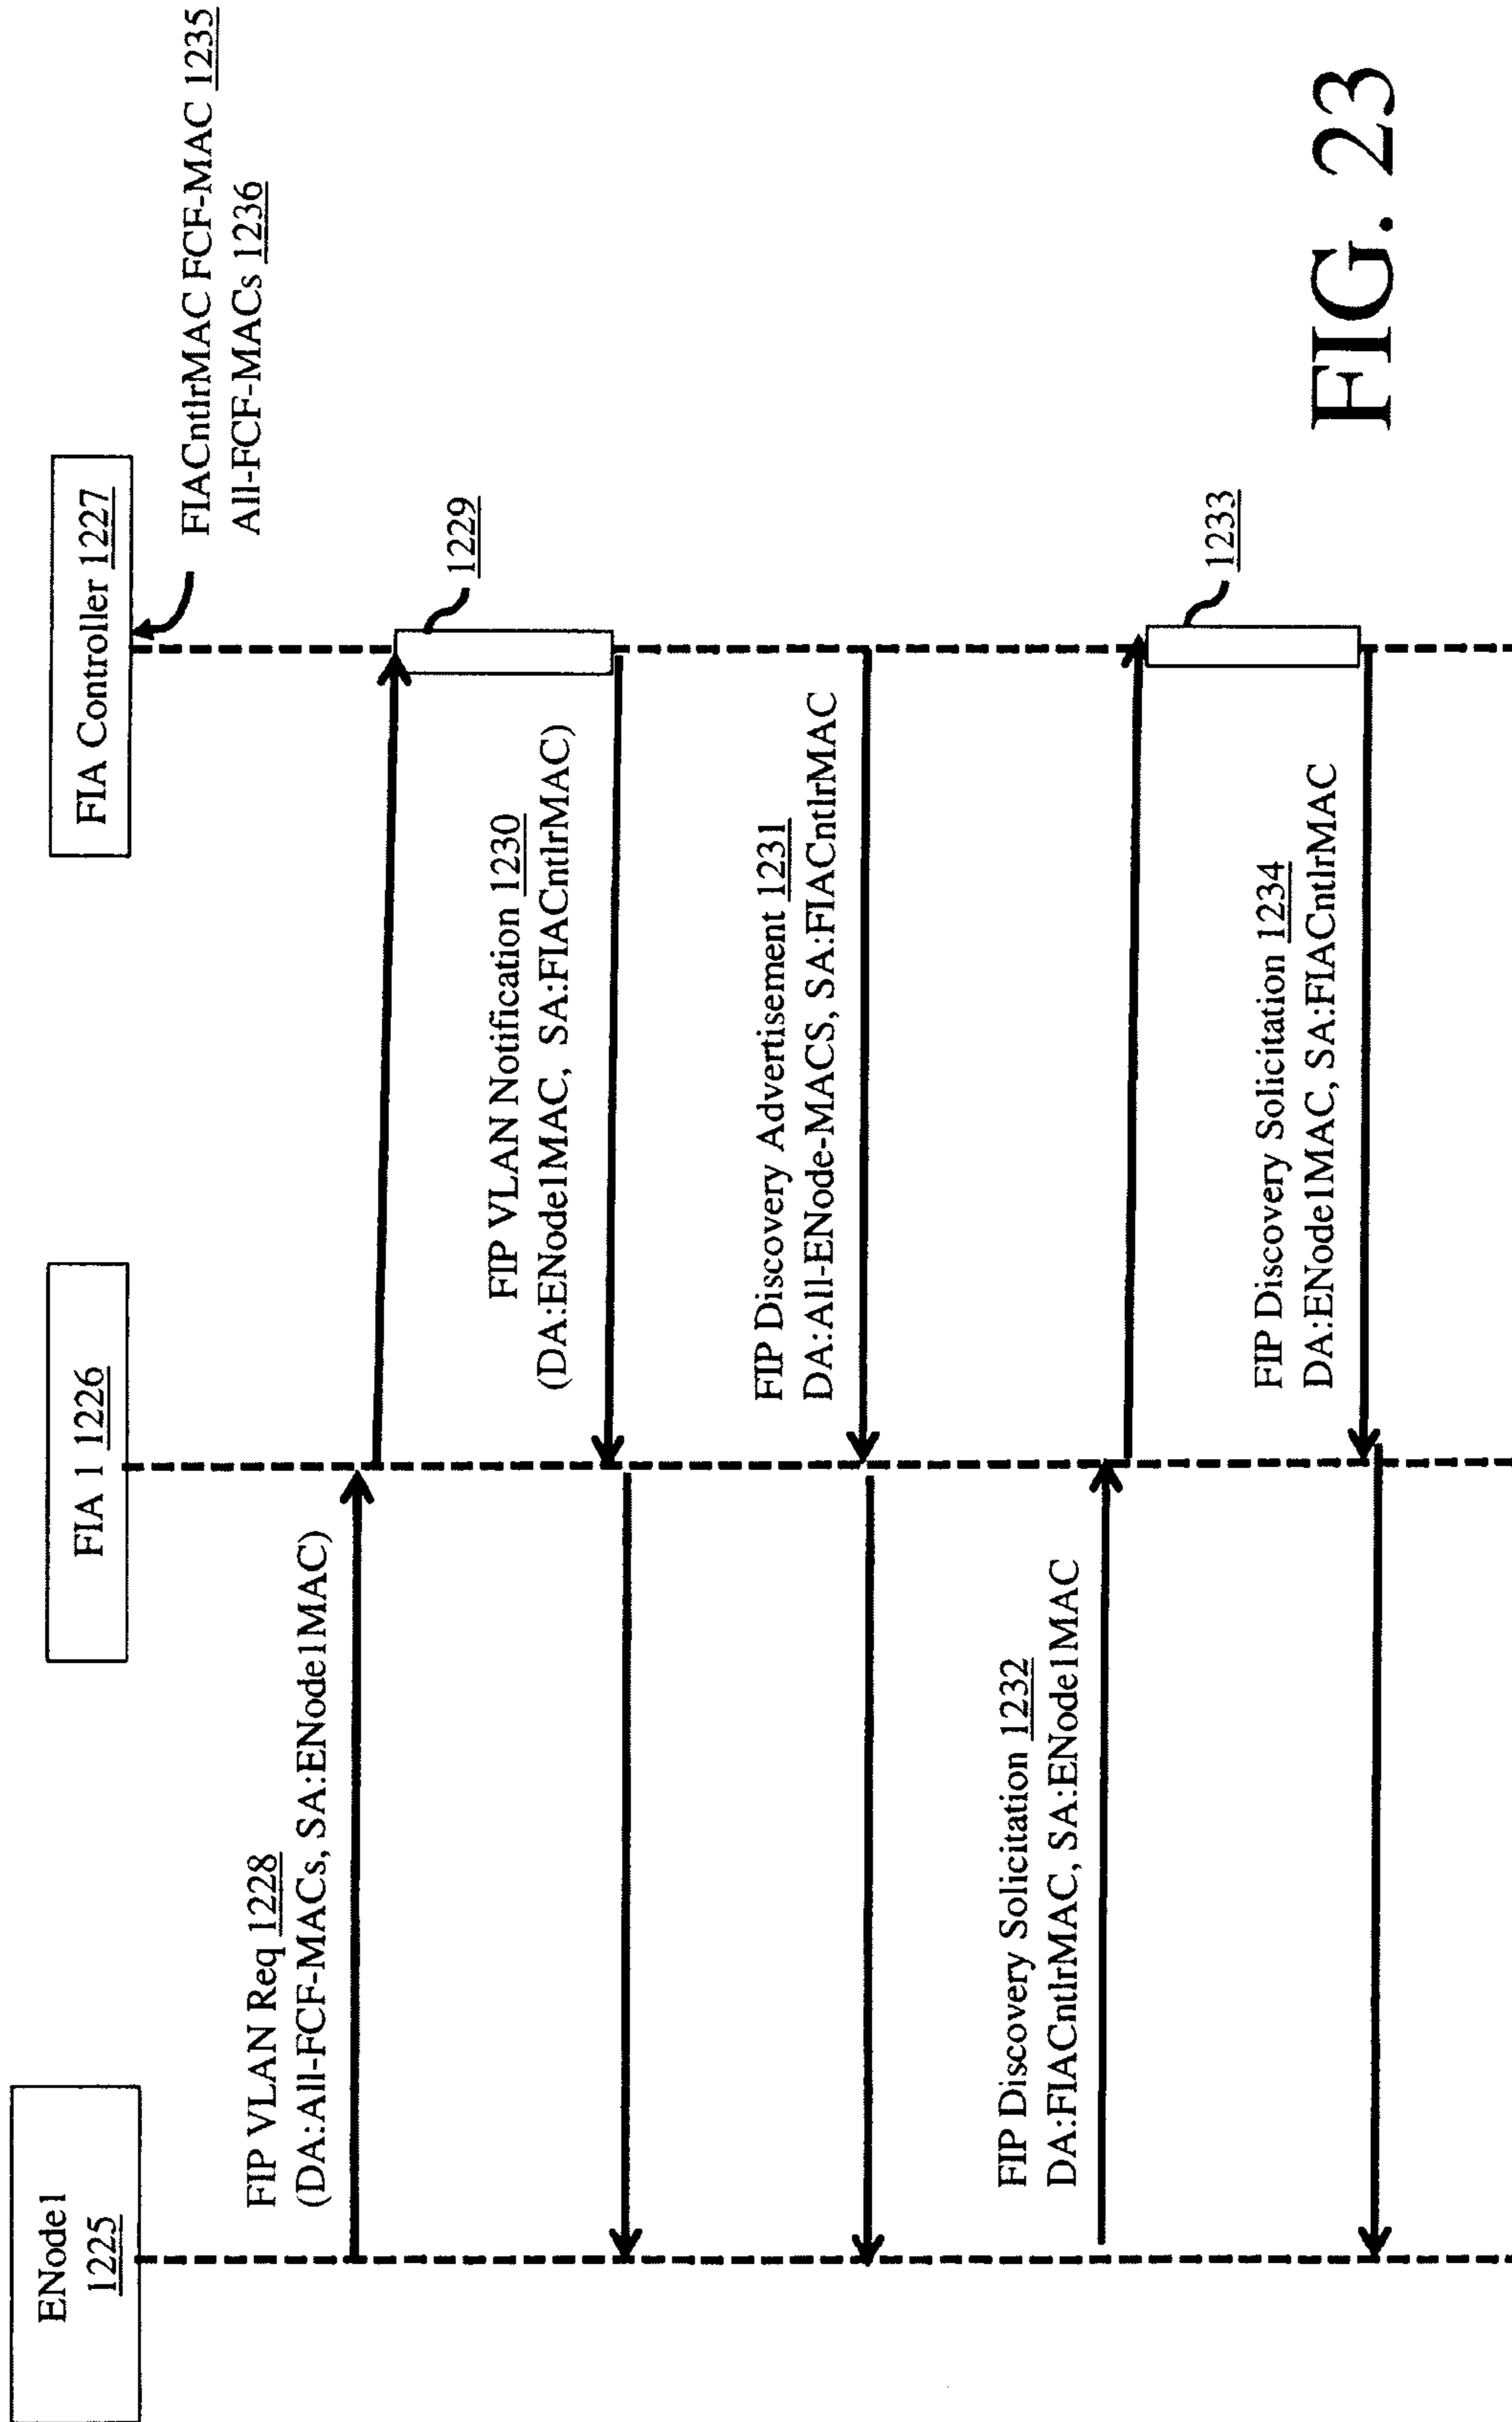 ENode1
1225
FIA 1 1226
FIA Controller 1227
FIACntlrMAC FCF-MAC 1235
All-FCF-MACs 1236
FIP VLAN Req 1228
(DA:All-FCF-MACs, SA:ENode1MAC)
1229
FIP VLAN Notification 1230
(DA:ENode1MAC, SA:FIACntlrMAC)
FIP Discovery Advertisement 1231
DA:All-ENode-MACS, SA:FIACntlrMAC
FIP Discovery Solicitation 1232
DA:FIACntlrMAC, SA:ENode1MAC
1233
FIP Discovery Solicitation 1234
DA:ENode1MAC, SA:FIACntlrMAC
FIG. 23